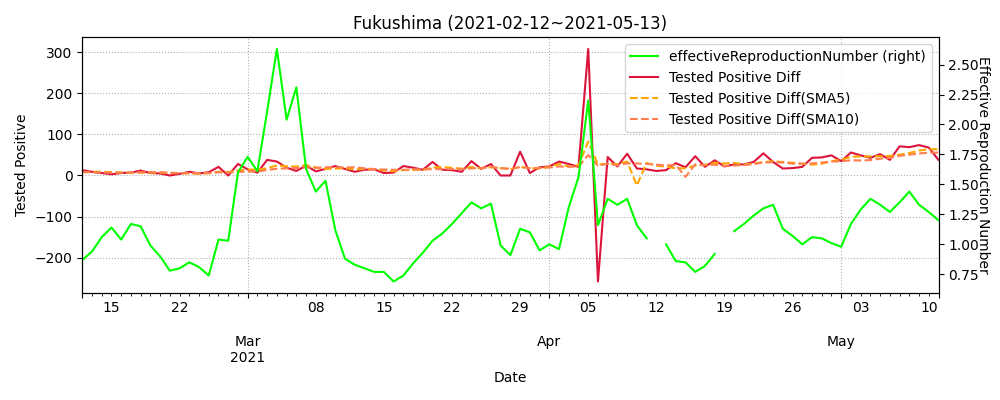 Fukushima (2021-02-12~2021-05-13)
effectiveReproductionNumber (right)
Tested Positive Diff
Tested Positive Diff(SMA5)
Tested Positive Diff(SMA10)
Tested Positive
300
200
100
0
−100
−200
2.50
2.25
2.00
1.75
1.50
1.25
1.00
0.75
Effective Reproduction Number
15 22 08 15 22 29 05 12 19 26 03 10
Mar Apr May
2021
Date